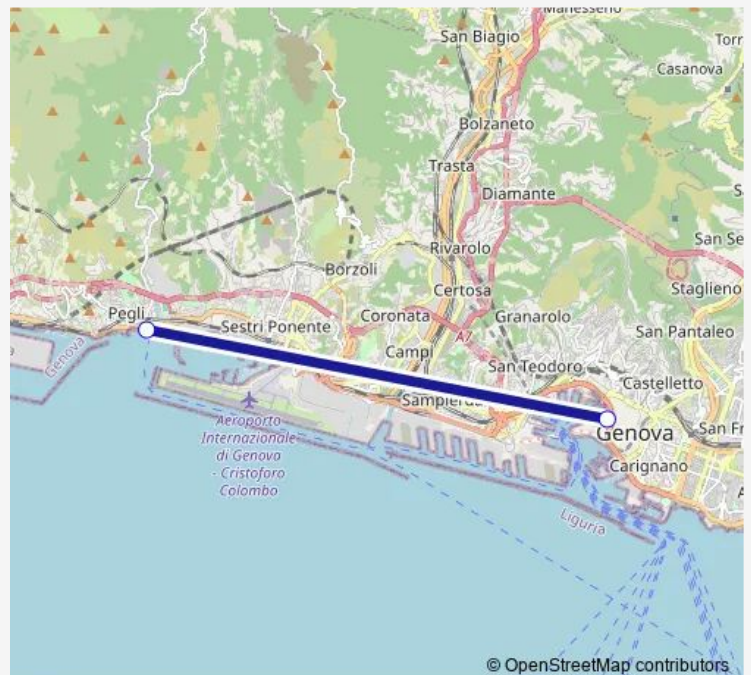 Manesseno
San Biagio
Torr
Casanova
Bolzaneto
Trasta
Diamante
S
Rivarolo
San Se
Borzoli
Certosa
Staglieno
Pegli
Sestri Ponente
Coronata
Granarolo
A7
San Pantaleo
Genova
Campi
San Teodoro
Castelletto
Sampierda
Aeroporto
Internazionale
di Genova
- Cristoforo
Colombo
San Fr
Genova
Carignano
A
Liguria
© OpenStreetMap contributors